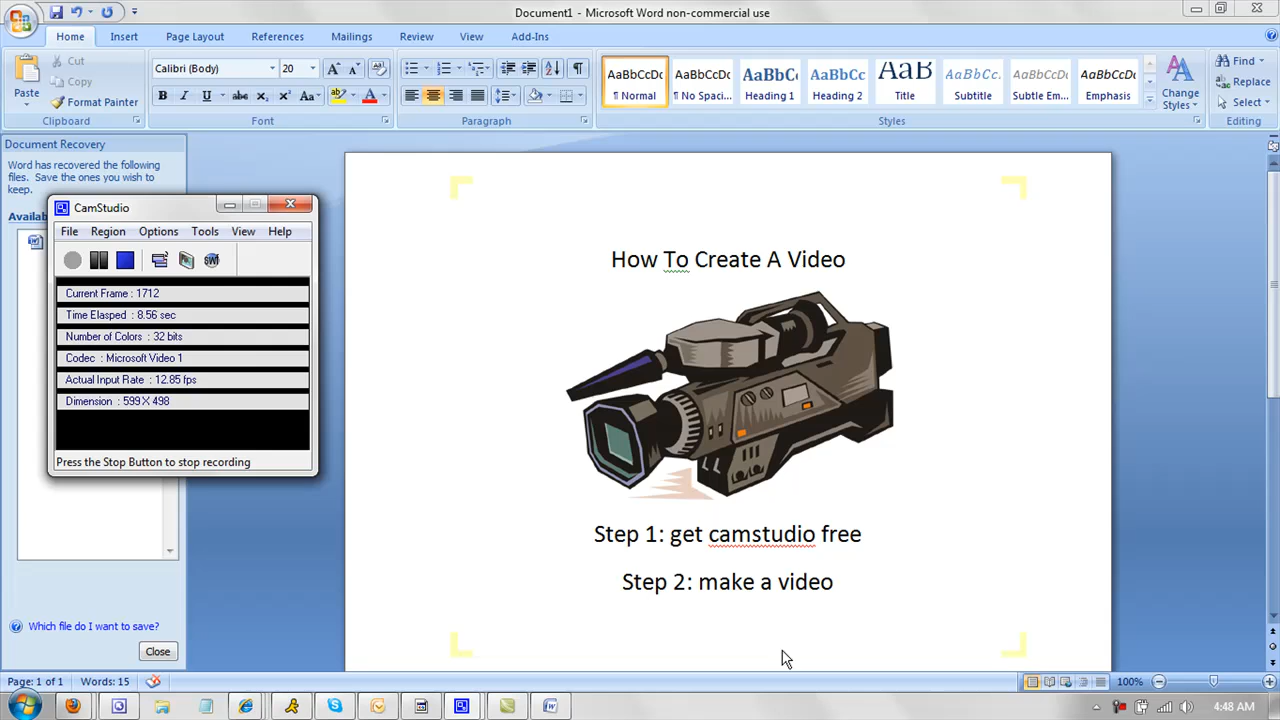 Document1 - Microsoft Word non-commercial use
Home Insert Page Layout References Mailings Review View Add-Ins
Paste
Cut
Copy
Format Painter
Clipboard
Calibri (Body) 20
Font
Paragraph
AaBbCcDc AaBbCcDc AaBbC AaBbCc AaB AaBbCc. AaBbCcDc AaBbCcDc
¶ Normal ¶ No Spaci... Heading 1 Heading 2 Title Subtitle Subtle Em... Emphasis
Change
Styles
Styles
Find
Replace
Select
Editing
Document Recovery
Word has recovered the following
files. Save the ones you wish to
keep.
Availab
CamStudio
File Region Options Tools View Help
Current Frame : 1712
Time Elasped : 8.56 sec
Number of Colors : 32 bits
Codec : Microsoft Video 1
Actual Input Rate : 12.85 fps
Dimension : 599 X 498
Press the Stop Button to stop recording
Which file do I want to save?
Close
How To Create A Video
Step 1: get camstudio free
Step 2: make a video
Page: 1 of 1 Words: 15
100%
4:48 AM